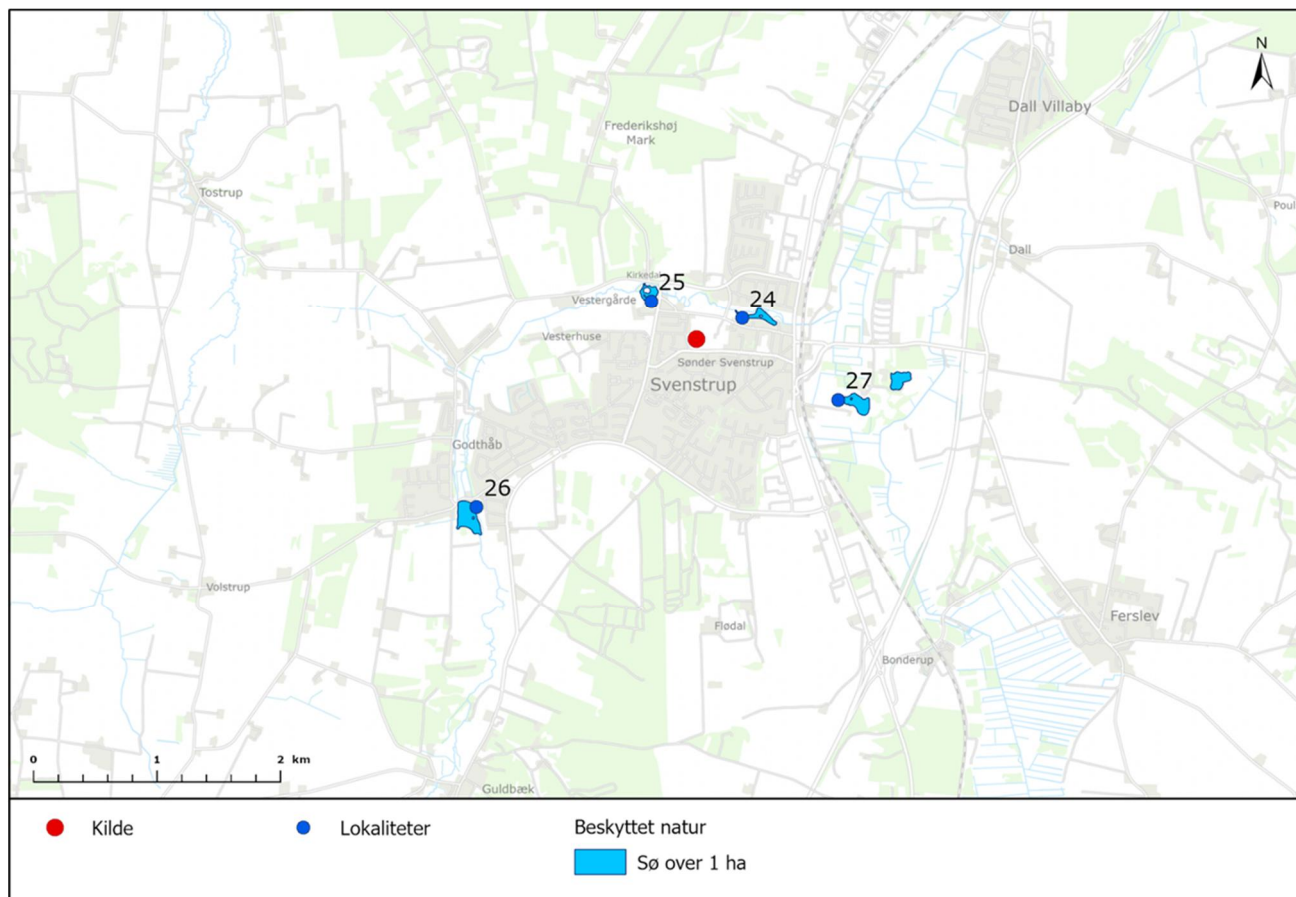 N
Dall Villaby
Frederikshøj
Mark
Tostrup
Poul
Dall
Kirkedal
25
Vestergårde
24
Vesterhuse
Sønder Svenstrup
Svenstrup
27
Godthåb
26
Volstrup
Ferslev
Flødal
Bonderup
0 1 2 km
Guldbæk
Kilde
Lokaliteter
Beskyttet natur
Sø over 1 ha